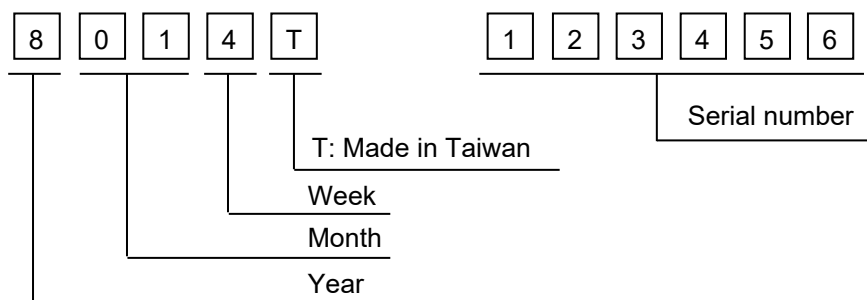 8 0 1 4 T 1 2 3 4 5 6
Serial number
T: Made in Taiwan
Week
Month
Year